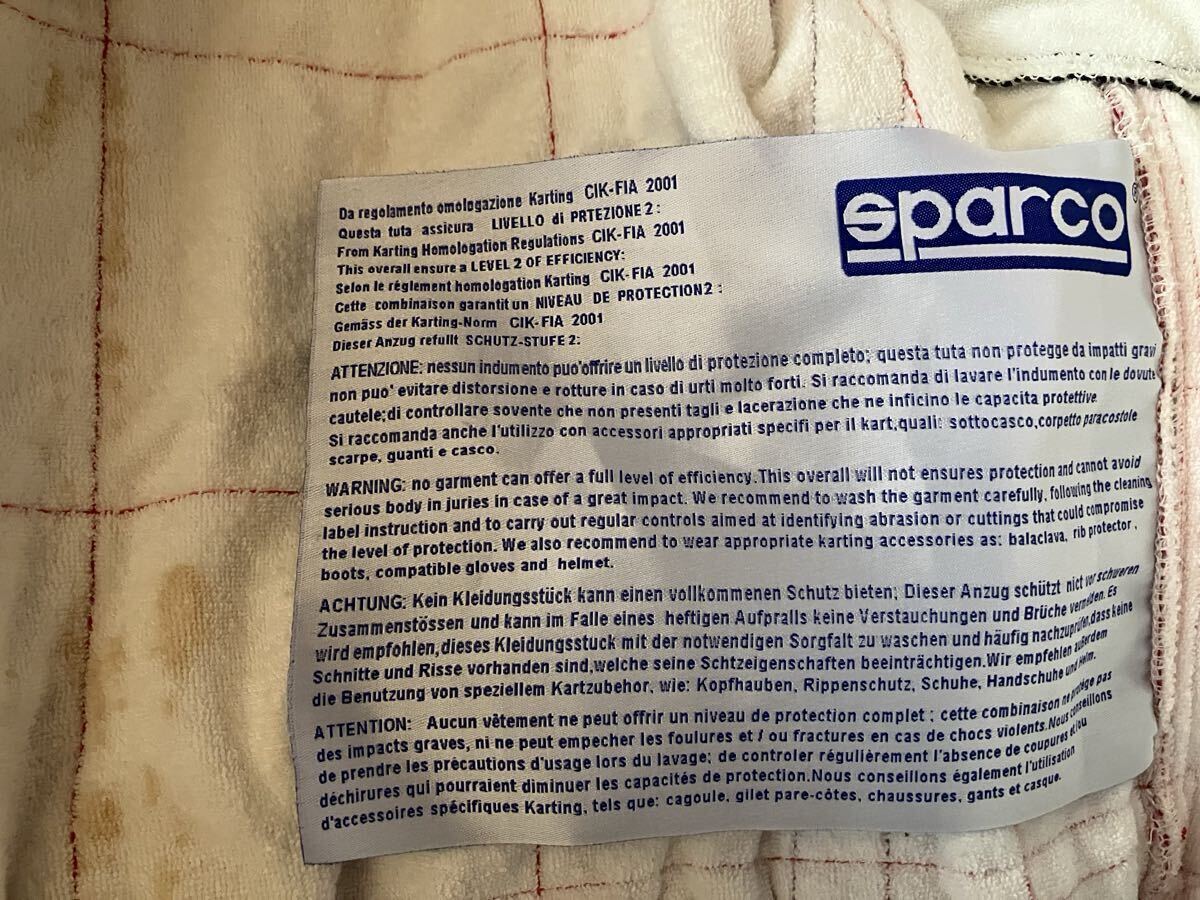 sparco
®
Da regolamento omologazione Karting CIK-FIA 2001
Questa tuta assicura LIVELLO di PRTEZIONE 2 :
From Karting Homologation Regulations CIK-FIA 2001
This overall ensure a LEVEL 2 OF EFFICIENCY:
Selon le réglement homologation Karting CIK-FIA 2001
Cette combinaison garantit un NIVEAU DE PROTECTION 2 :
Gemäss der Karting-Norm CIK-FIA 2001
Dieser Anzug refullt SCHUTZ-STUFE 2:
ATTENZIONE: nessun indumento puo'offrire un livello di protezione completo; questa tuta non protegge da impatti gravi
non puo' evitare distorsione e rotture in caso di urti molto forti. Si raccomanda di lavare l'indumento con le dovute
cautele;di controllare sovente che non presenti tagli e lacerazione che ne inficino le capacita protettive.
Si raccomanda anche l'utilizzo con accessori appropriati specifi per il kart,quali: sottocasco,corpetto paracostole
scarpe, guanti e casco.
WARNING: no garment can offer a full level of efficiency.This overall will not ensures protection and cannot avoid
serious body in juries in case of a great impact. We recommend to wash the garment carefully, following the cleaning
label instruction and to carry out regular controls aimed at identifying abrasion or cuttings that could compromise
the level of protection. We also recommend to wear appropriate karting accessories as: balaclava, rib protector ,
boots, compatible gloves and helmet.
ACHTUNG: Kein Kleidungsstück kann einen vollkommenen Schutz bieten; Dieser Anzug schützt nict vor schweren
Zusammenstössen und kann im Falle eines heftigen Aufpralls keine Verstauchungen und Brüche vermeiden. Es
wird empfohlen,dieses Kleidungsstuck mit der notwendigen Sorgfalt zu waschen und häufig nachzuprüfen,dass keine
Schnitte und Risse vorhanden sind,welche seine Schtzeigenschaften beeinträchtigen.Wir empfehlen außerdem
die Benutzung von speziellem Kartzubehor, wie: Kopfhauben, Rippenschutz, Schuhe, Handschuhe und Helm.
ATTENTION: Aucun vêtement ne peut offrir un niveau de protection complet ; cette combinaison ne protège pas
des impacts graves, ni ne peut empecher les foulures et / ou fractures en cas de chocs violents.Nous conseillons
de prendre les précautions d'usage lors du lavage; de controler régulièrement l'absence de coupures et/ou
déchirures qui pourraient diminuer les capacités de protection.Nous conseillons également l'utilisation
d'accessoires spécifiques Karting, tels que: cagoule, gilet pare-côtes, chaussures, gants et casque.